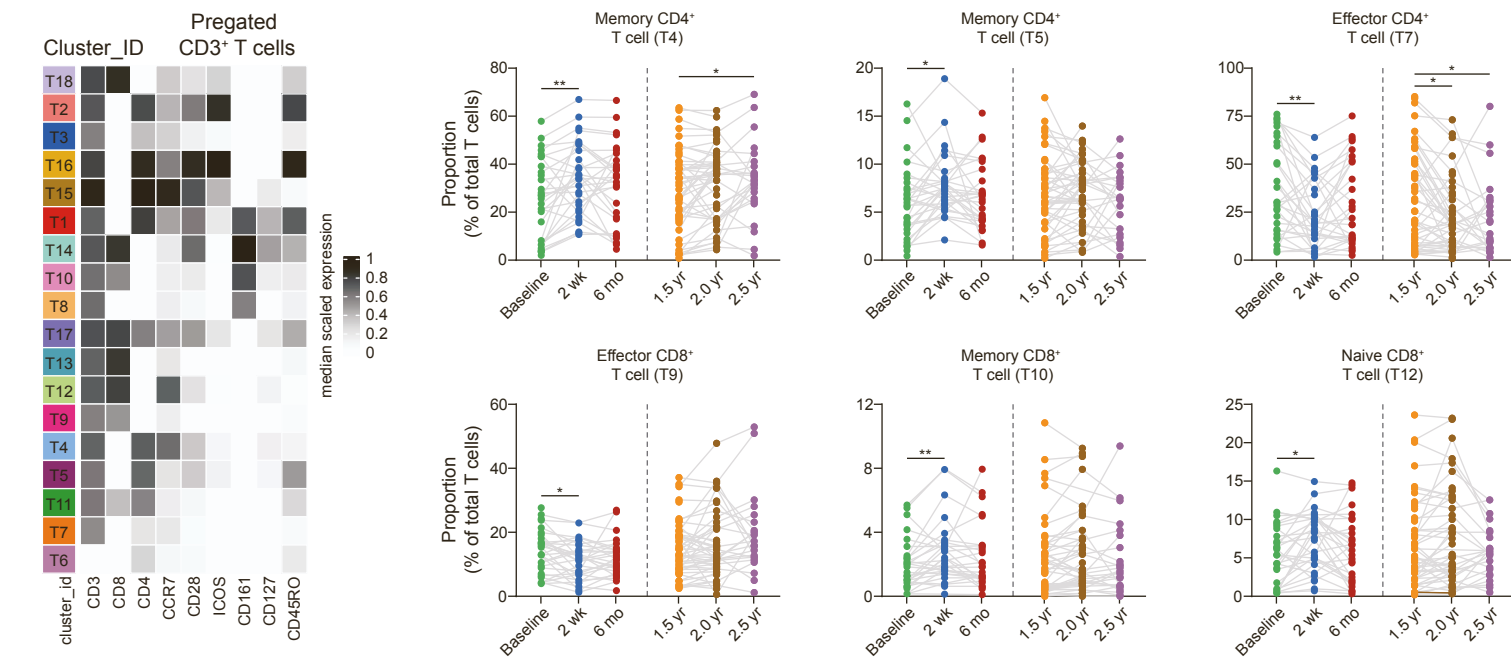 Cluster_ID
Pregated
CD3⁺ T cells
T18
T2
T3
T16
T15
T1
T14
T10
T8
T17
T13
T12
T9
T4
T5
T11
T7
T6
cluster_id
CD3
CD8
CD4
CCR7
CD28
ICOS
CD161
CD127
CD45RO
1
0.8
0.6
0.4
0.2
0
median scaled expression
Memory CD4⁺
T cell (T4)
Proportion
(% of total T cells)
80
60
40
20
0
**
*
Baseline
2 wk
6 mo
1.5 yr
2.0 yr
2.5 yr
Memory CD4⁺
T cell (T5)
20
15
10
5
0
*
Baseline
2 wk
6 mo
1.5 yr
2.0 yr
2.5 yr
Effector CD4⁺
T cell (T7)
100
75
50
25
0
**
*
*
Baseline
2 wk
6 mo
1.5 yr
2.0 yr
2.5 yr
Effector CD8⁺
T cell (T9)
Proportion
(% of total T cells)
60
40
20
0
*
Baseline
2 wk
6 mo
1.5 yr
2.0 yr
2.5 yr
Memory CD8⁺
T cell (T10)
12
8
4
0
**
Baseline
2 wk
6 mo
1.5 yr
2.0 yr
2.5 yr
Naive CD8⁺
T cell (T12)
25
20
15
10
5
0
*
Baseline
2 wk
6 mo
1.5 yr
2.0 yr
2.5 yr